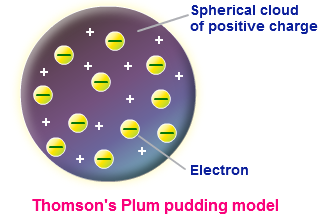 Spherical cloud
of positive charge
Electron
Thomson's Plum pudding model